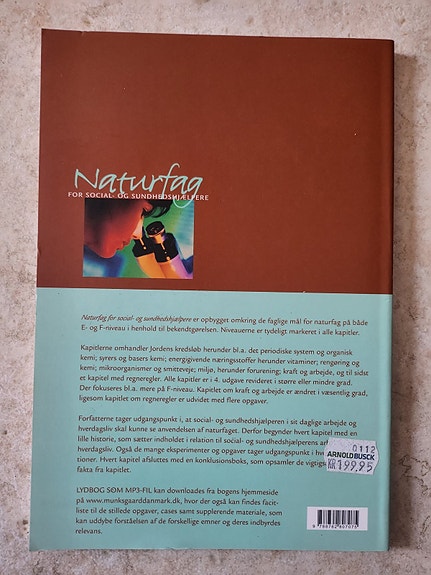 Naturfag
FOR SOCIAL- OG SUNDHEDSHJÆLPERE
Naturfag for social- og sundhedshjælpere er opbygget omkring de faglige mål for naturfag på både
E- og F-niveau i henhold til bekendtgørelsen. Niveauerne er tydeligt markeret i alle kapitler.
Kapitlerne omhandler Jordens kredsløb herunder bl.a. det periodiske system og organisk
kemi; syrers og basers kemi; energigivende næringsstoffer herunder vitaminer; rengøring og
kemi; mikroorganismer og smitteveje; miljø, herunder forurening; kraft og arbejde, og til sidst
et kapitel med regneregler. Alle kapitler er i 4. udgave revideret i større eller mindre grad.
Der fokuseres bl.a. mere på F-niveau. Kapitlet om kraft og arbejde er ændret i væsentlig grad,
ligesom kapitlet om regneregler er udvidet med flere opgaver.
Forfatterne tager udgangspunkt i, at social- og sundhedshjælperen i sit daglige arbejde og
hverdagsliv skal kunne se anvendelsen af naturfaget. Derfor begynder hvert kapitel med en
lille historie, som sætter indholdet i relation til social- og sundhedshjælperens
hverdagsliv. Også de mange eksperimenter og opgaver tager udgangspunkt i
tioner. Hvert kapitel afsluttes med en konklusionsboks, som opsamler de
fakta fra kapitlet.
0112
ARNOLD BUSCK
KR 199,95
LYDBOG SOM MP3-FIL kan downloades fra bogens hjemmeside
på www.munksgaarddanmark.dk, hvor der også kan findes facit-
liste til de stillede opgaver, cases samt supplerende materiale, som
kan uddybe forståelsen af de forskellige emner og deres indbyrdes
relevans.